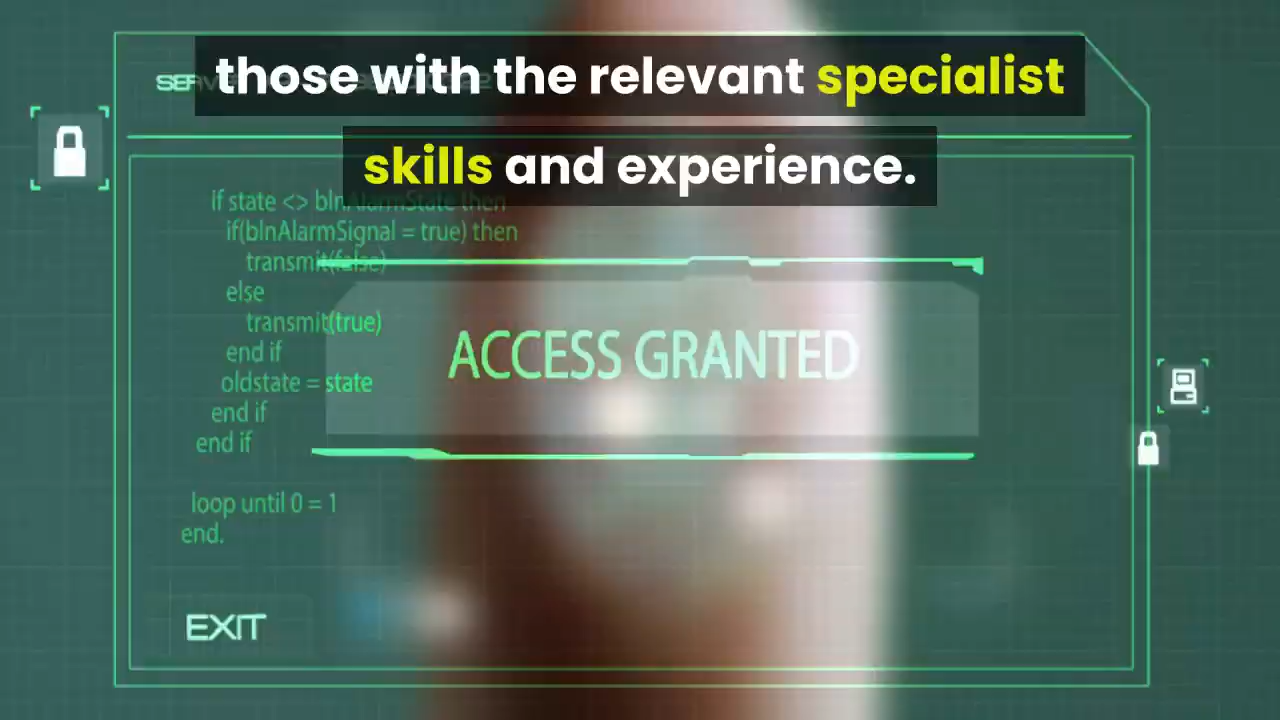 those with the relevant specialist
skills and experience.
if state <> blnAlarmState then
if(blnAlarmSignal = true) then
transmit(false)
else
transmit(true)
end if
oldstate = state
end if
end if
loop until 0 = 1
end.
ACCESS GRANTED
EXIT